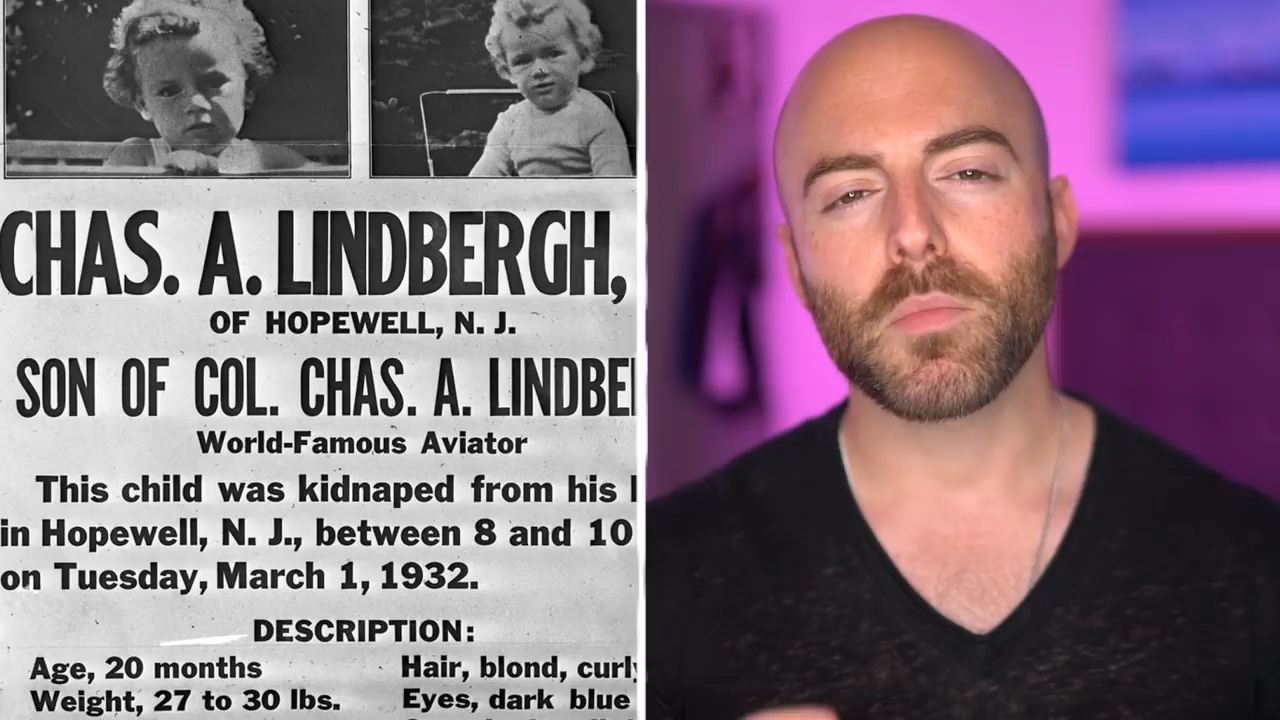 CHAS. A. LINDBERGH,
OF HOPEWELL, N. J.
SON OF COL. CHAS. A. LINDBE
World-Famous Aviator
This child was kidnaped from his
in Hopewell, N. J., between 8 and 10
on Tuesday, March 1, 1932.
DESCRIPTION:
Age, 20 months Hair, blond, curly
Weight, 27 to 30 lbs. Eyes, dark blue